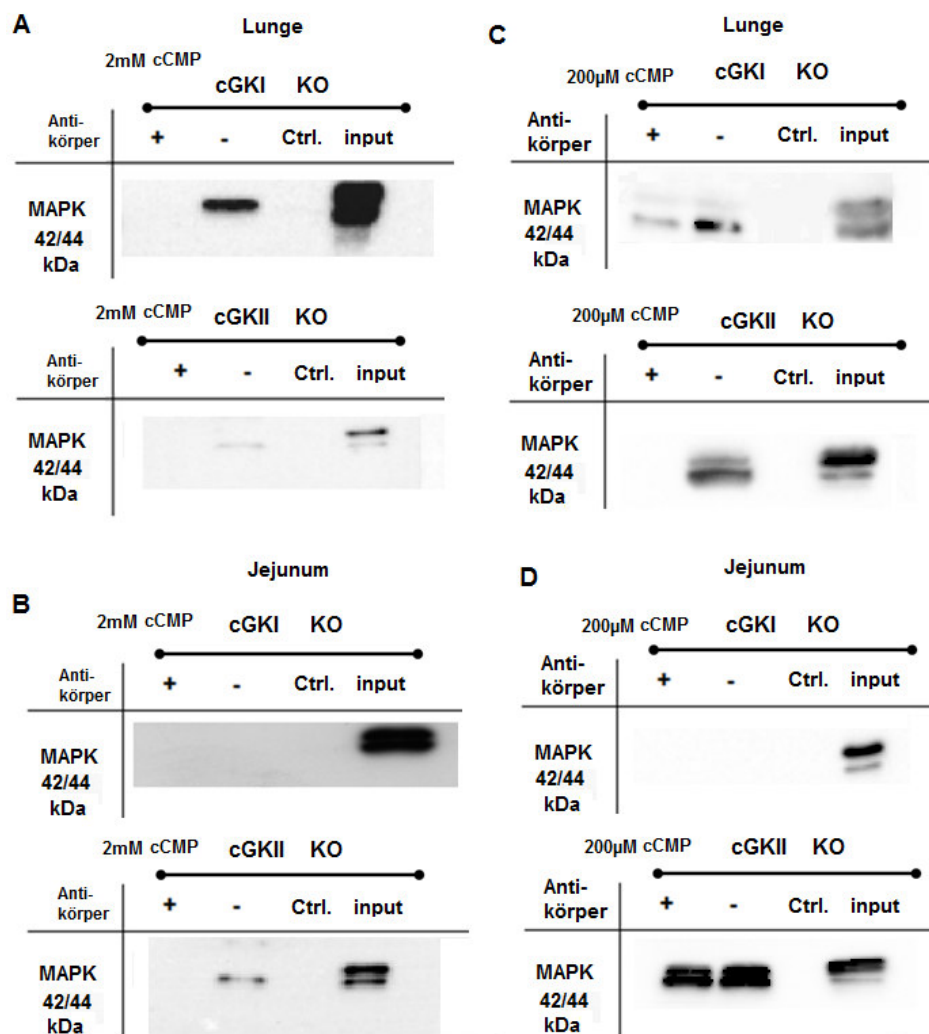 A
Lunge
2mM cCMP
cGKI KO
Anti-
körper
+ - Ctrl. input
MAPK
42/44
kDa
2mM cCMP
cGKII KO
Anti-
körper
+ - Ctrl. input
MAPK
42/44
kDa
B
Jejunum
2mM cCMP
cGKI KO
Anti-
körper
+ - Ctrl. input
MAPK
42/44
kDa
2mM cCMP
cGKII KO
Anti-
körper
+ - Ctrl. input
MAPK
42/44
kDa
C
Lunge
200µM cCMP
cGKI KO
Anti-
körper
+ - Ctrl. input
MAPK
42/44
kDa
200µM cCMP
cGKII KO
Anti-
körper
+ - Ctrl. input
MAPK
42/44
kDa
D
Jejunum
200µM cCMP
cGKI KO
Anti-
körper
+ - Ctrl. input
MAPK
42/44
kDa
200µM cCMP
cGKII KO
Anti-
körper
+ - Ctrl. input
MAPK
42/44
kDa